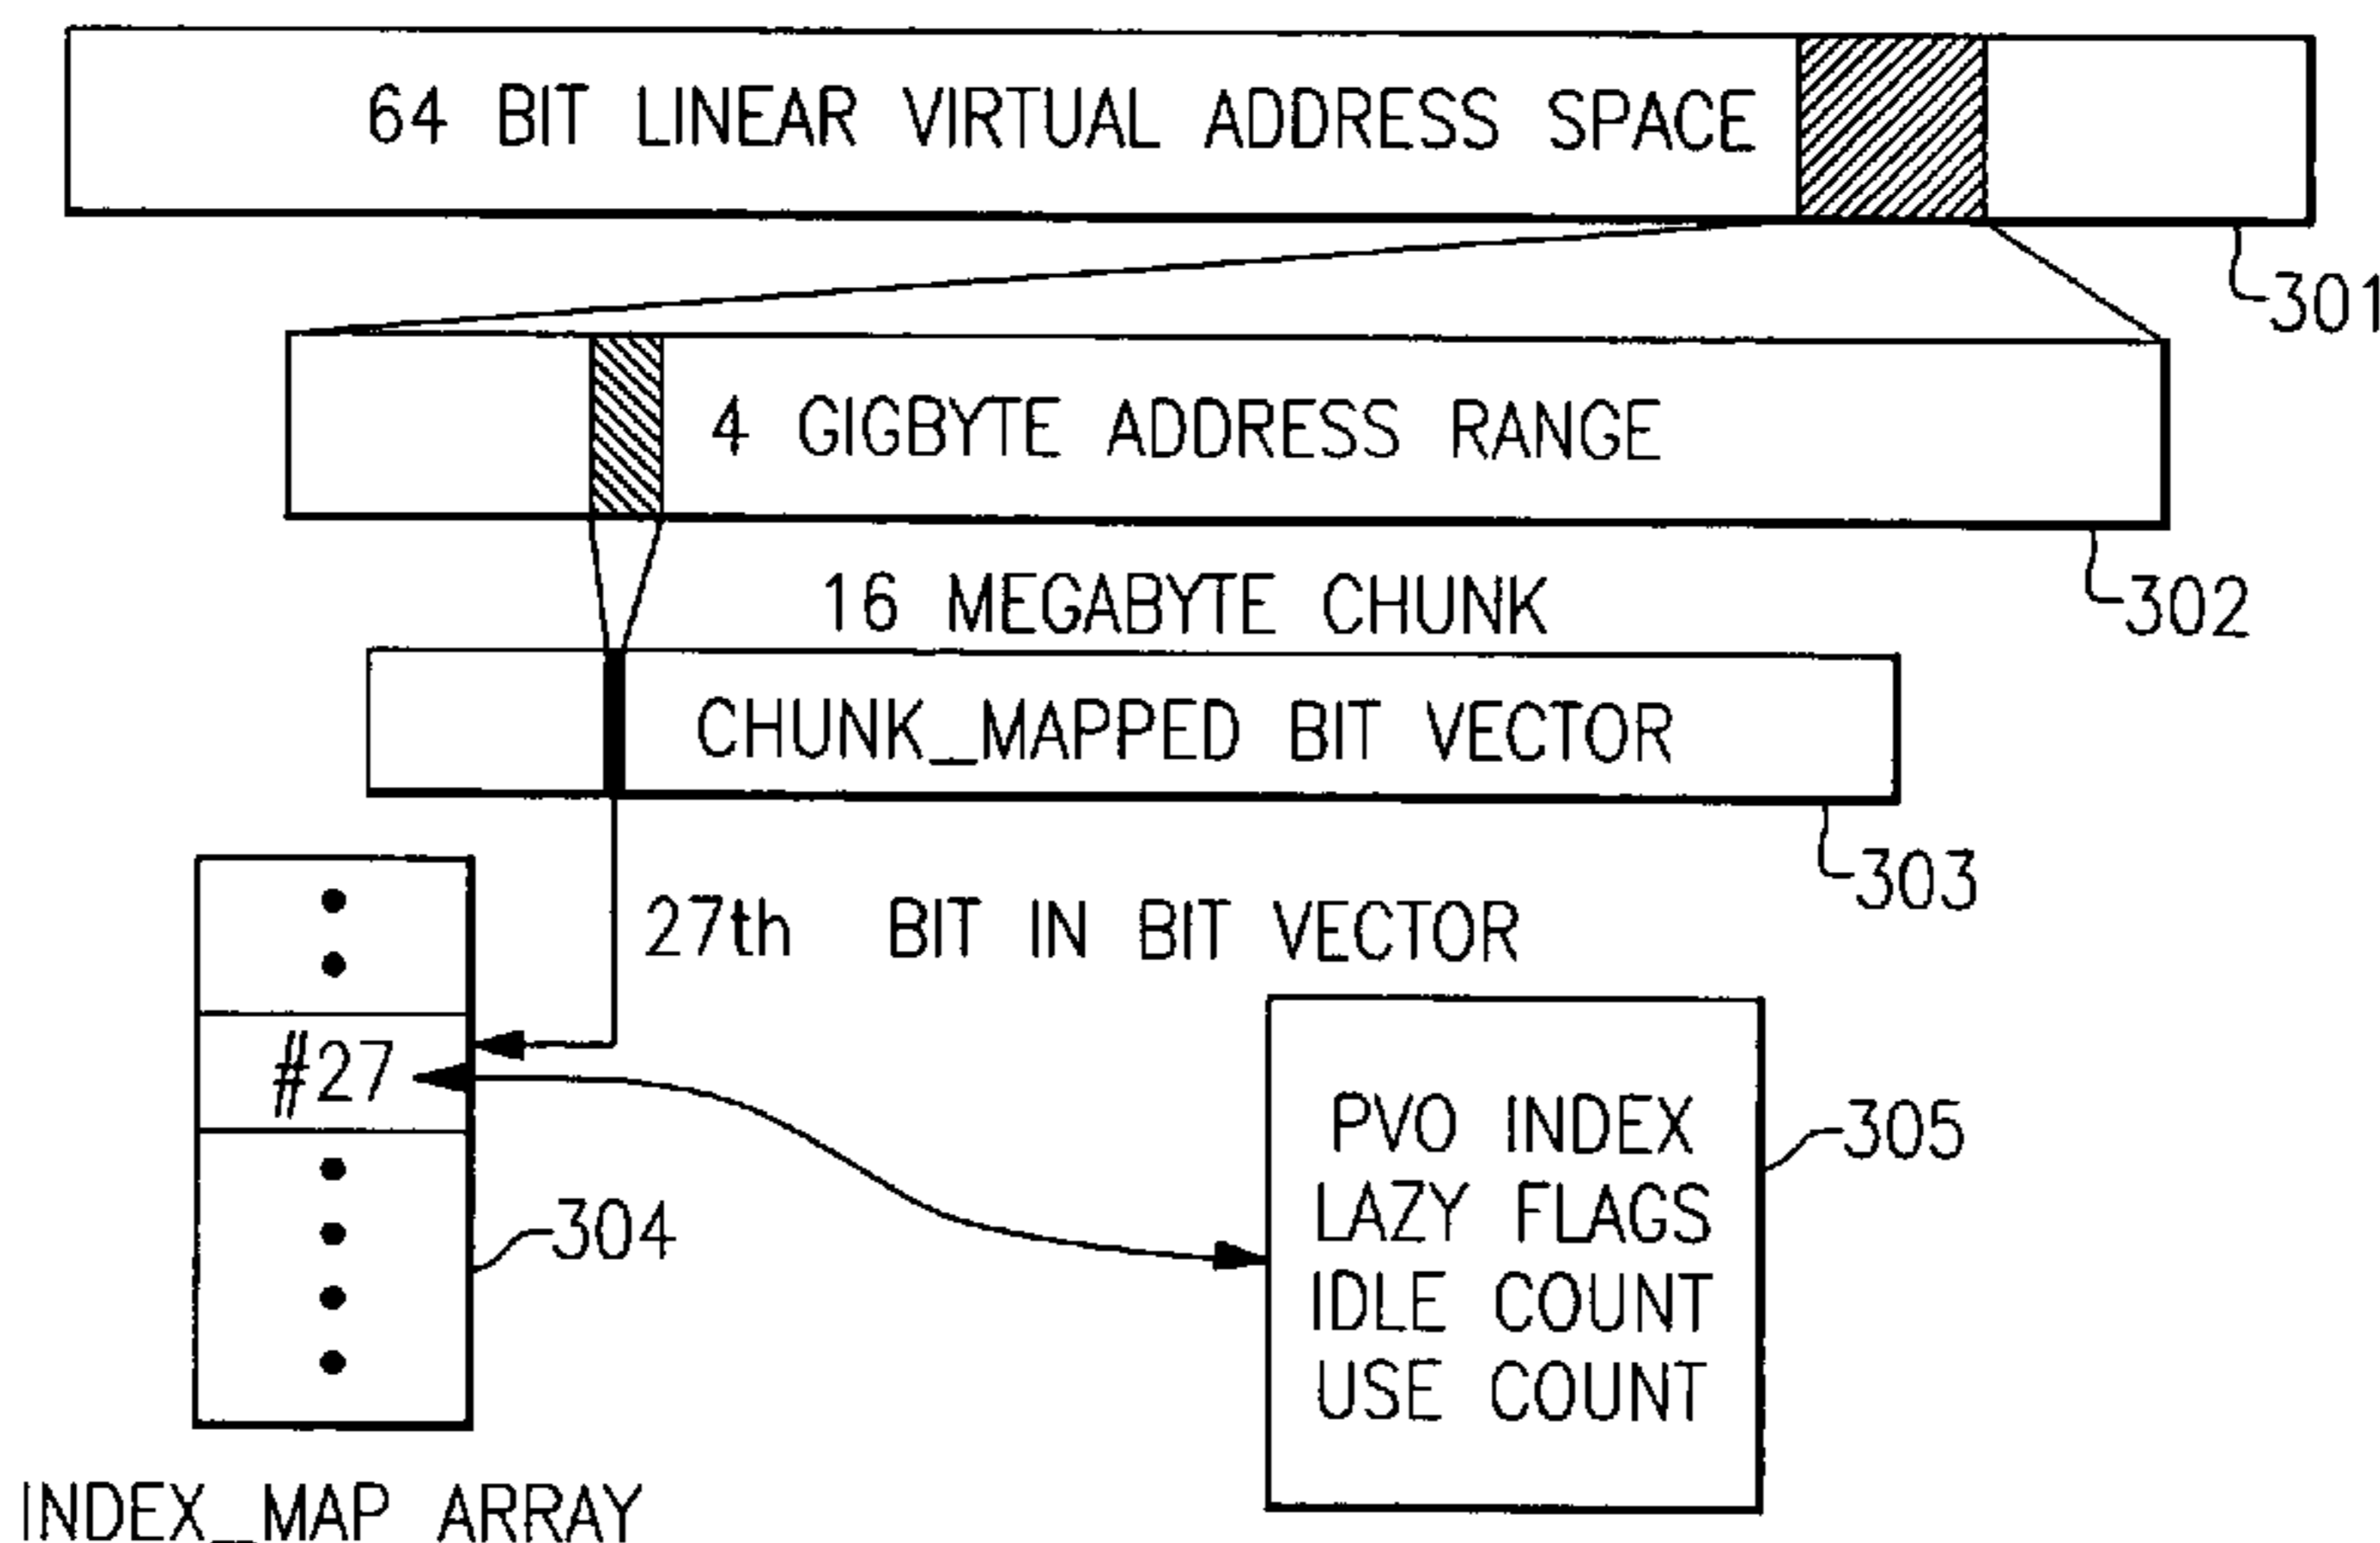 64 BIT LINEAR VIRTUAL ADDRESS SPACE
301
4 GIGBYTE ADDRESS RANGE
302
16 MEGABYTE CHUNK
CHUNK_MAPPED BIT VECTOR
303
27th BIT IN BIT VECTOR
#27
PVO INDEX
LAZY FLAGS
IDLE COUNT
USE COUNT
305
304
INDEX_MAP ARRAY